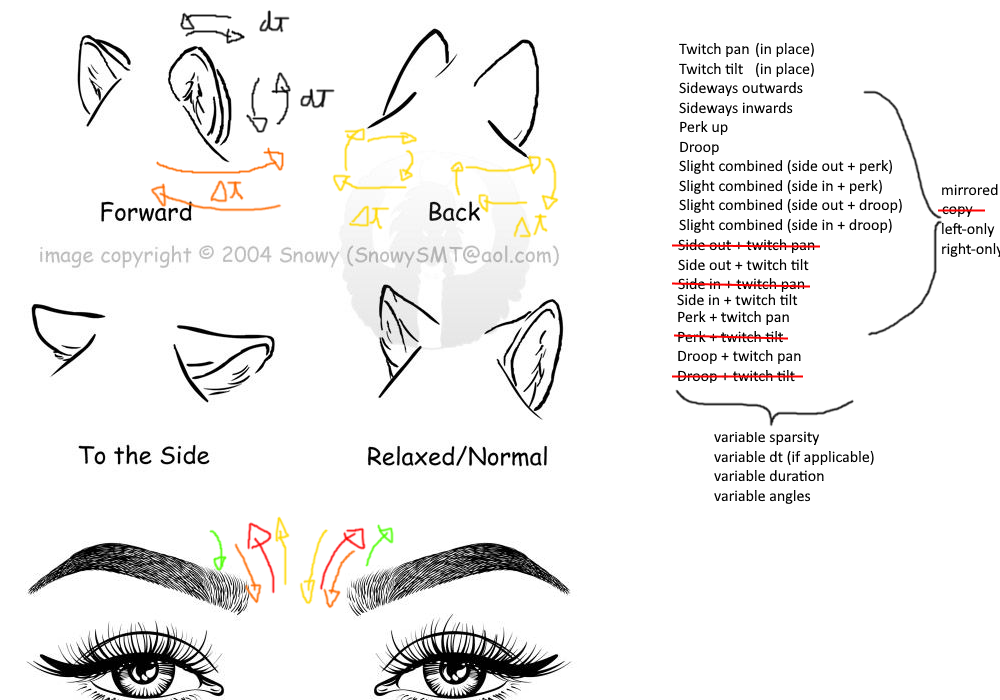 dT
dT
Δt
Forward
Δt
Back
Δt
image copyright © 2004 Snowy (SnowySMT@aol.com)
To the Side
Relaxed/Normal
Twitch pan (in place)
Twitch tilt (in place)
Sideways outwards
Sideways inwards
Perk up
Droop
Slight combined (side out + perk)
Slight combined (side in + perk)
Slight combined (side out + droop)
Slight combined (side in + droop)
Side out + twitch pan
Side out + twitch tilt
Side in + twitch pan
Side in + twitch tilt
Perk + twitch pan
Perk + twitch tilt
Droop + twitch pan
Droop + twitch tilt
mirrored
copy
left-only
right-only
variable sparsity
variable dt (if applicable)
variable duration
variable angles